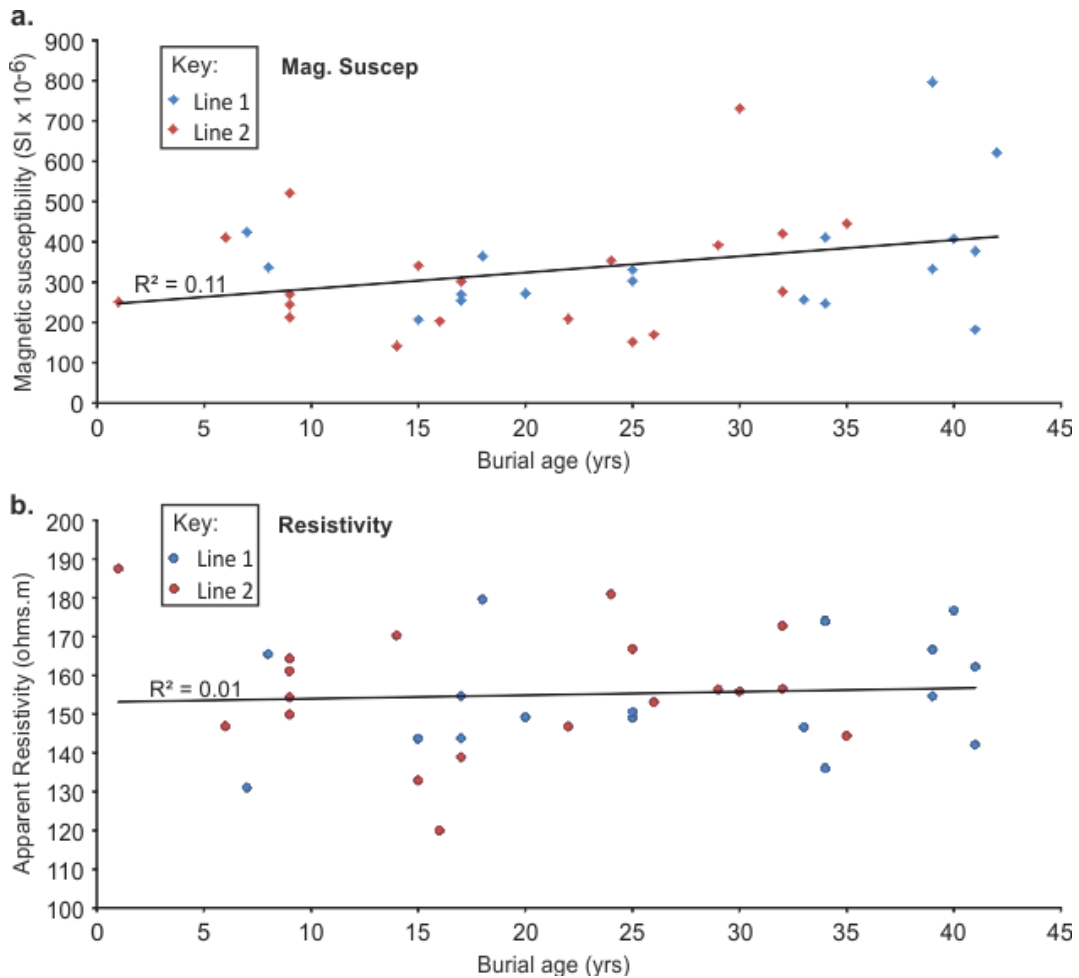 a.
Key:
Mag. Suscep
Line 1
Line 2
Magnetic susceptibility (SI x 10-6)
900
800
700
600
500
400
300
200
100
0
R² = 0.11
0 5 10 15 20 25 30 35 40 45
Burial age (yrs)
b.
Key:
Resistivity
Line 1
Line 2
Apparent Resistivity (ohms.m)
200
190
180
170
160
150
140
130
120
110
100
R² = 0.01
0 5 10 15 20 25 30 35 40 45
Burial age (yrs)